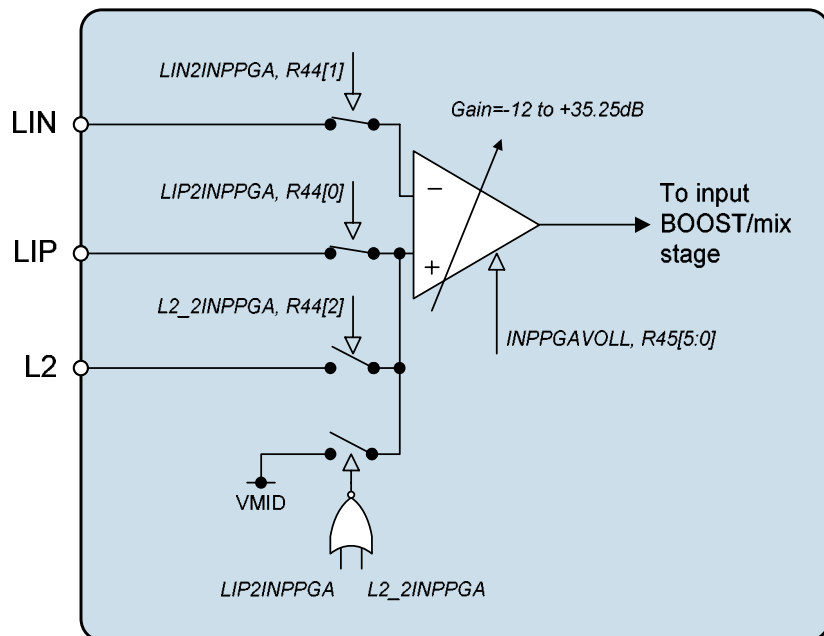 LIN2INPPGA, R44[1]
Gain=-12 to +35.25dB
LIN
LIP2INPPGA, R44[0]
−
To input
BOOST/mix
stage
LIP
+
L2_2INPPGA, R44[2]
INPPGAVOLL, R45[5:0]
L2
VMID
LIP2INPPGA
L2_2INPPGA